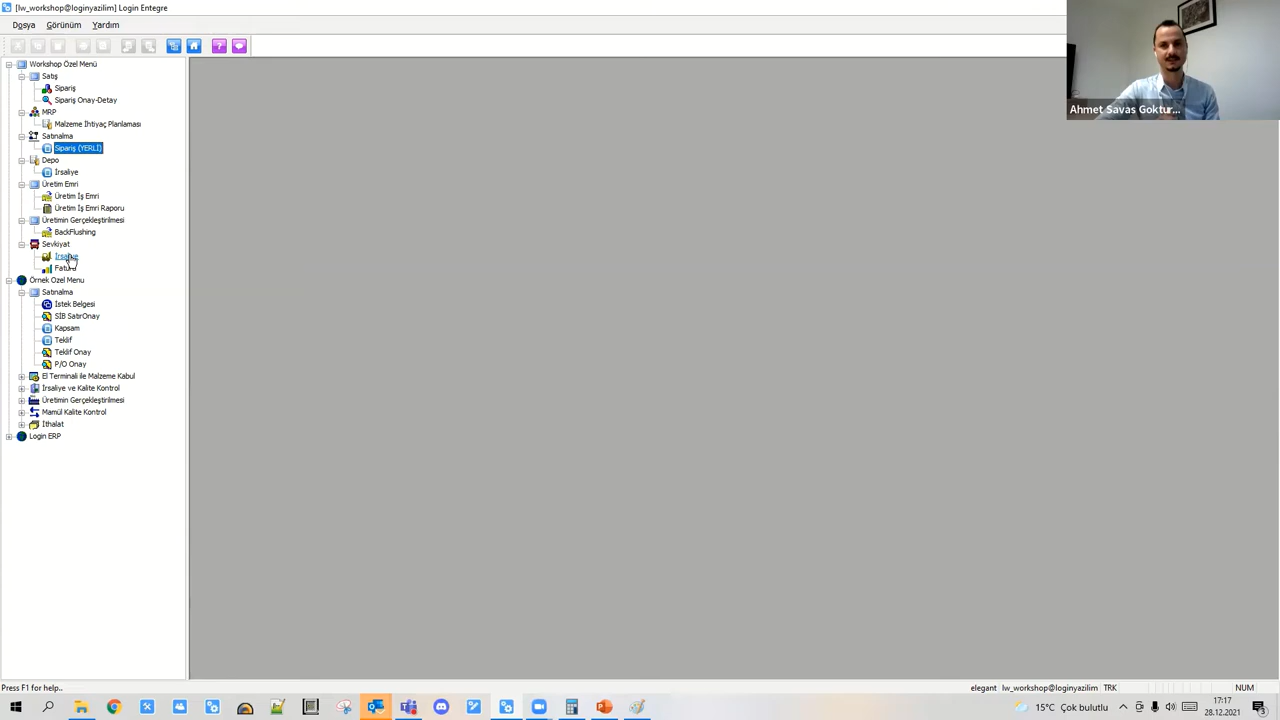 [lw_workshop@loginyazilim] Login Entegre
Dosya Görünüm Yardım
Workshop Özel Menü
Satış
Sipariş
Sipariş Onay-Detay
MRP
Malzeme İhtiyaç Planlaması
Satınalma
Sipariş (YERLİ)
Depo
İrsaliye
Üretim Emri
Üretim İş Emri
Üretim İş Emri Raporu
Üretimin Gerçekleştirilmesi
BackFlushing
Sevkiyat
İrsaliye
Fatura
Örnek Özel Menu
Satınalma
İstek Belgesi
SİB SatırOnay
Kapsam
Teklif
Teklif Onay
P/O Onay
El Terminali ile Malzeme Kabul
İrsaliye ve Kalite Kontrol
Üretimin Gerçekleştirilmesi
Mamül Kalite Kontrol
İthalat
Login ERP
Ahmet Savas Goktur...
Press F1 for help..
elegant lw_workshop@loginyazilim TRK NUM
15°C Çok bulutlu
17:17
28.12.2021
3